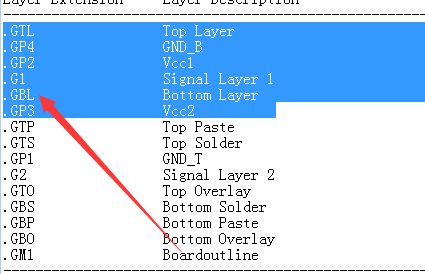 Layer Extension Layer Description
------------------------------------------------------
.GTL Top Layer
.GP4 GND_B
.GP2 Vcc1
.G1 Signal Layer 1
.GBL Bottom Layer
.GP3 Vcc2
.GTP Top Paste
.GTS Top Solder
.GP1 GND_T
.G2 Signal Layer 2
.GTO Top Overlay
.GBS Bottom Solder
.GBP Bottom Paste
.GBO Bottom Overlay
.GM1 Boardoutline
------------------------------------------------------